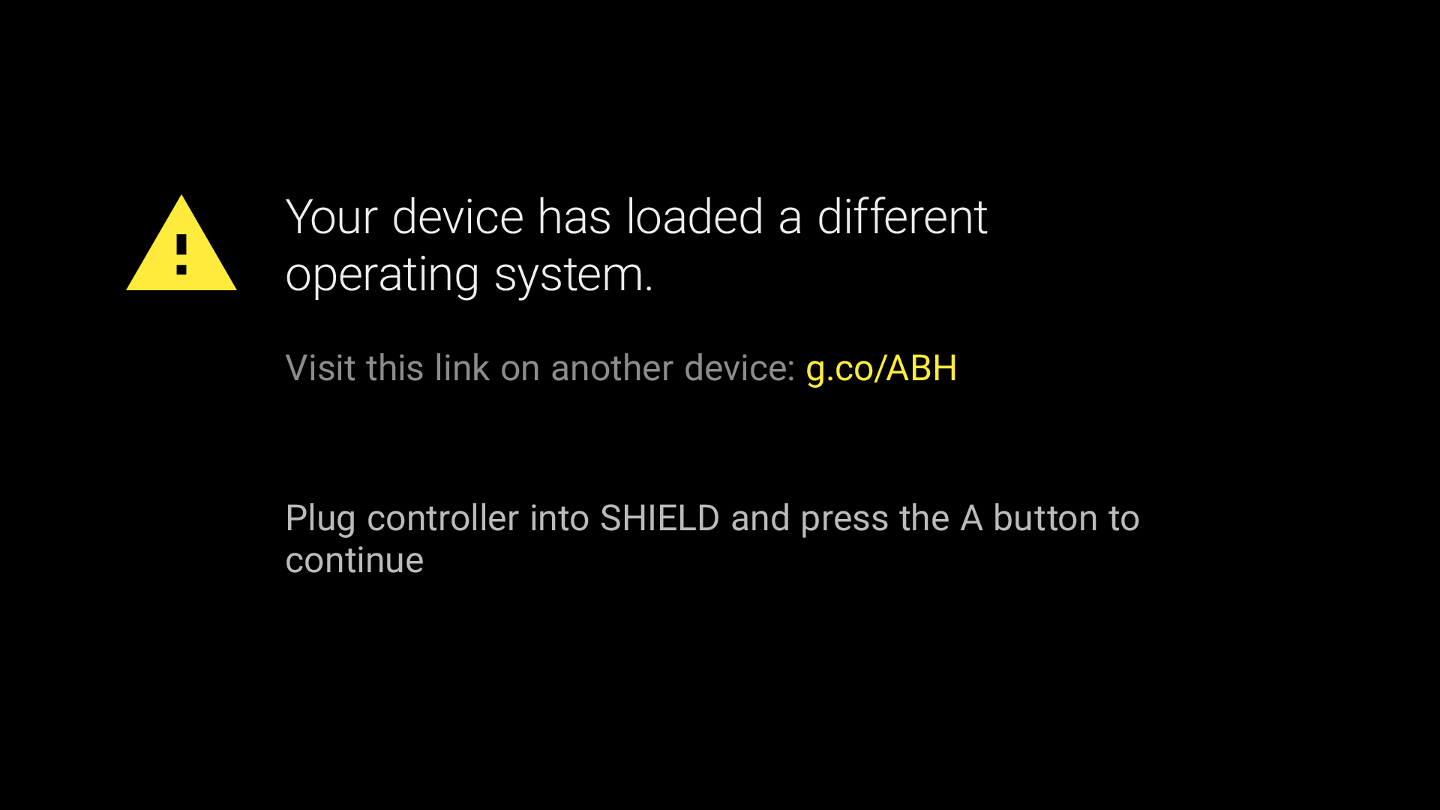 Your device has loaded a different
operating system.
Visit this link on another device: g.co/ABH
Plug controller into SHIELD and press the A button to
continue